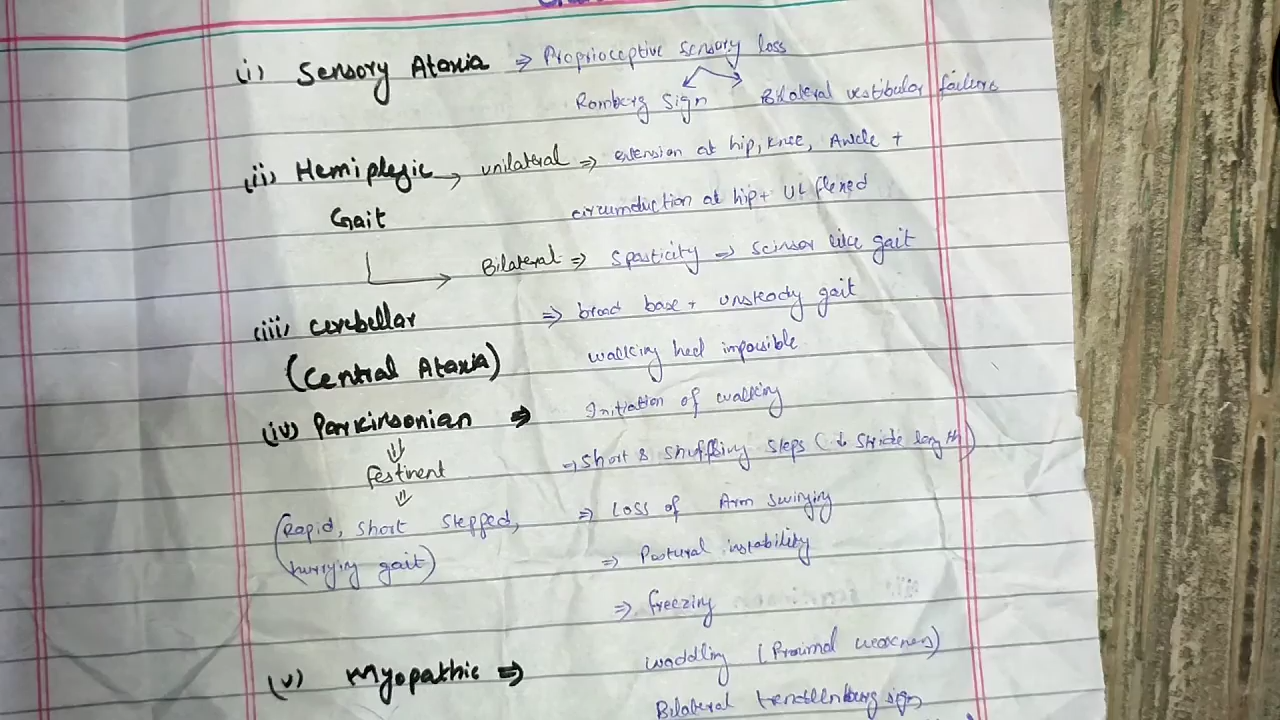 (i) Sensory Ataxia ⇒ Proprioceptive sensory loss
Romberg sign Bilateral vestibular failure
(ii) Hemiplegic → unilateral ⇒ extension at hip, knee, Ankle +
Gait circumduction at hip + UL flexed
Bilateral ⇒ Spasticity ⇒ scissor like gait
(iii) Cerebellar ⇒ broad base + unsteady gait
(Central Ataxia) walking heel impossible
(iv) Parkinsonian ⇒ Initiation of walking
⇓
festinent ⇒ Short & shuffling steps (↓ stride length)
⇓
(Rapid, short stepped, ⇒ Loss of Arm swinging
hurrying gait) ⇒ Postural instability
⇒ freezing
(v) Myopathic ⇒ waddling (Proximal weakness)
Bilateral trendlenburg sign